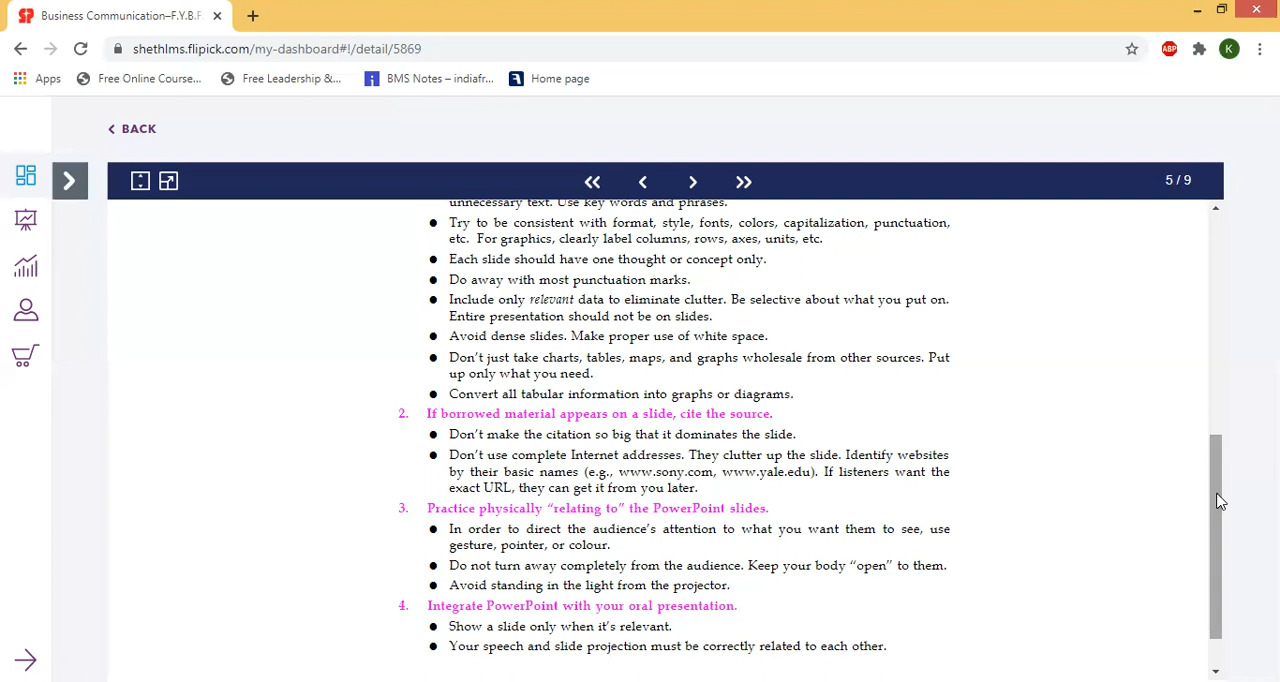 Business Communication–F.Y.B.F.
shethlms.flipick.com/my-dashboard#!/detail/5869
ABP
K
Apps
Free Online Course...
Free Leadership &...
BMS Notes – indiafr...
Home page
BACK
5 / 9
unnecessary text. Use key words and phrases.
● Try to be consistent with format, style, fonts, colors, capitalization, punctuation,
etc. For graphics, clearly label columns, rows, axes, units, etc.
● Each slide should have one thought or concept only.
● Do away with most punctuation marks.
● Include only relevant data to eliminate clutter. Be selective about what you put on.
Entire presentation should not be on slides.
● Avoid dense slides. Make proper use of white space.
● Don't just take charts, tables, maps, and graphs wholesale from other sources. Put
up only what you need.
● Convert all tabular information into graphs or diagrams.
2. If borrowed material appears on a slide, cite the source.
● Don't make the citation so big that it dominates the slide.
● Don't use complete Internet addresses. They clutter up the slide. Identify websites
by their basic names (e.g., www.sony.com, www.yale.edu). If listeners want the
exact URL, they can get it from you later.
3. Practice physically “relating to” the PowerPoint slides.
● In order to direct the audience's attention to what you want them to see, use
gesture, pointer, or colour.
● Do not turn away completely from the audience. Keep your body “open” to them.
● Avoid standing in the light from the projector.
4. Integrate PowerPoint with your oral presentation.
● Show a slide only when it's relevant.
● Your speech and slide projection must be correctly related to each other.